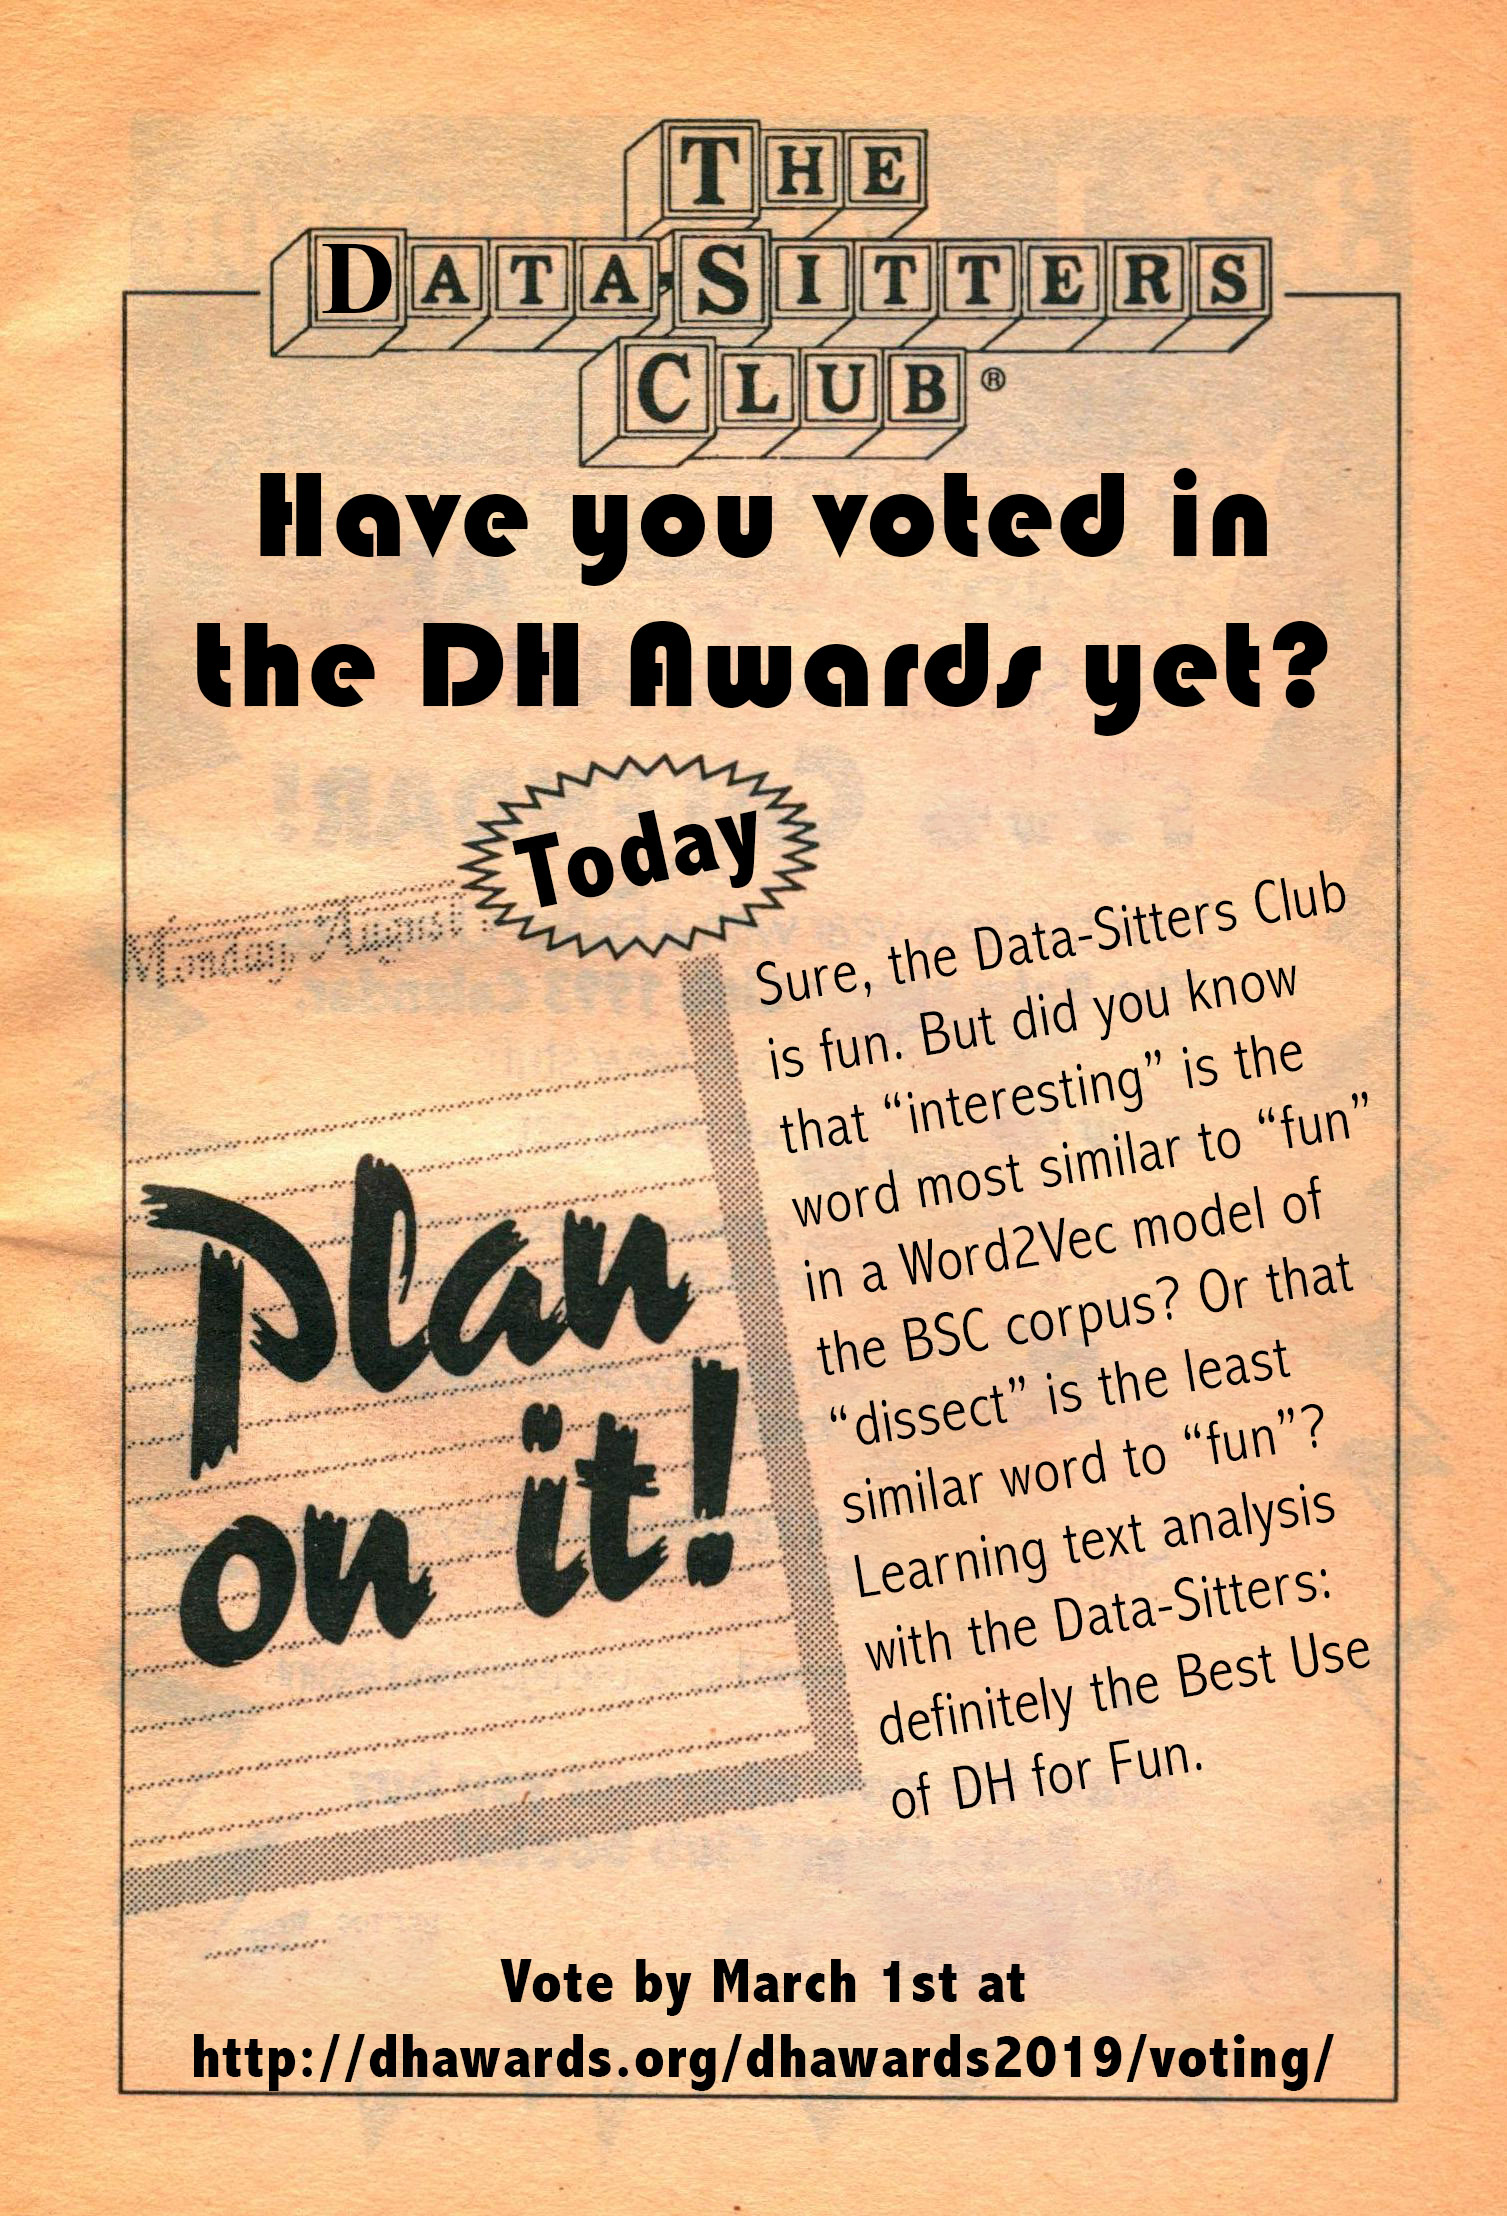 THE
DATA-SITTERS
CLUB®
Have you voted in
the DH Awards yet?
Today
Monday, August
Plan
on it!
Sure, the Data-Sitters Club
is fun. But did you know
that “interesting” is the
word most similar to “fun”
in a Word2Vec model of
the BSC corpus? Or that
“dissect” is the least
similar word to “fun”?
Learning text analysis
with the Data-Sitters:
definitely the Best Use
of DH for Fun.
Vote by March 1st at
http://dhawards.org/dhawards2019/voting/